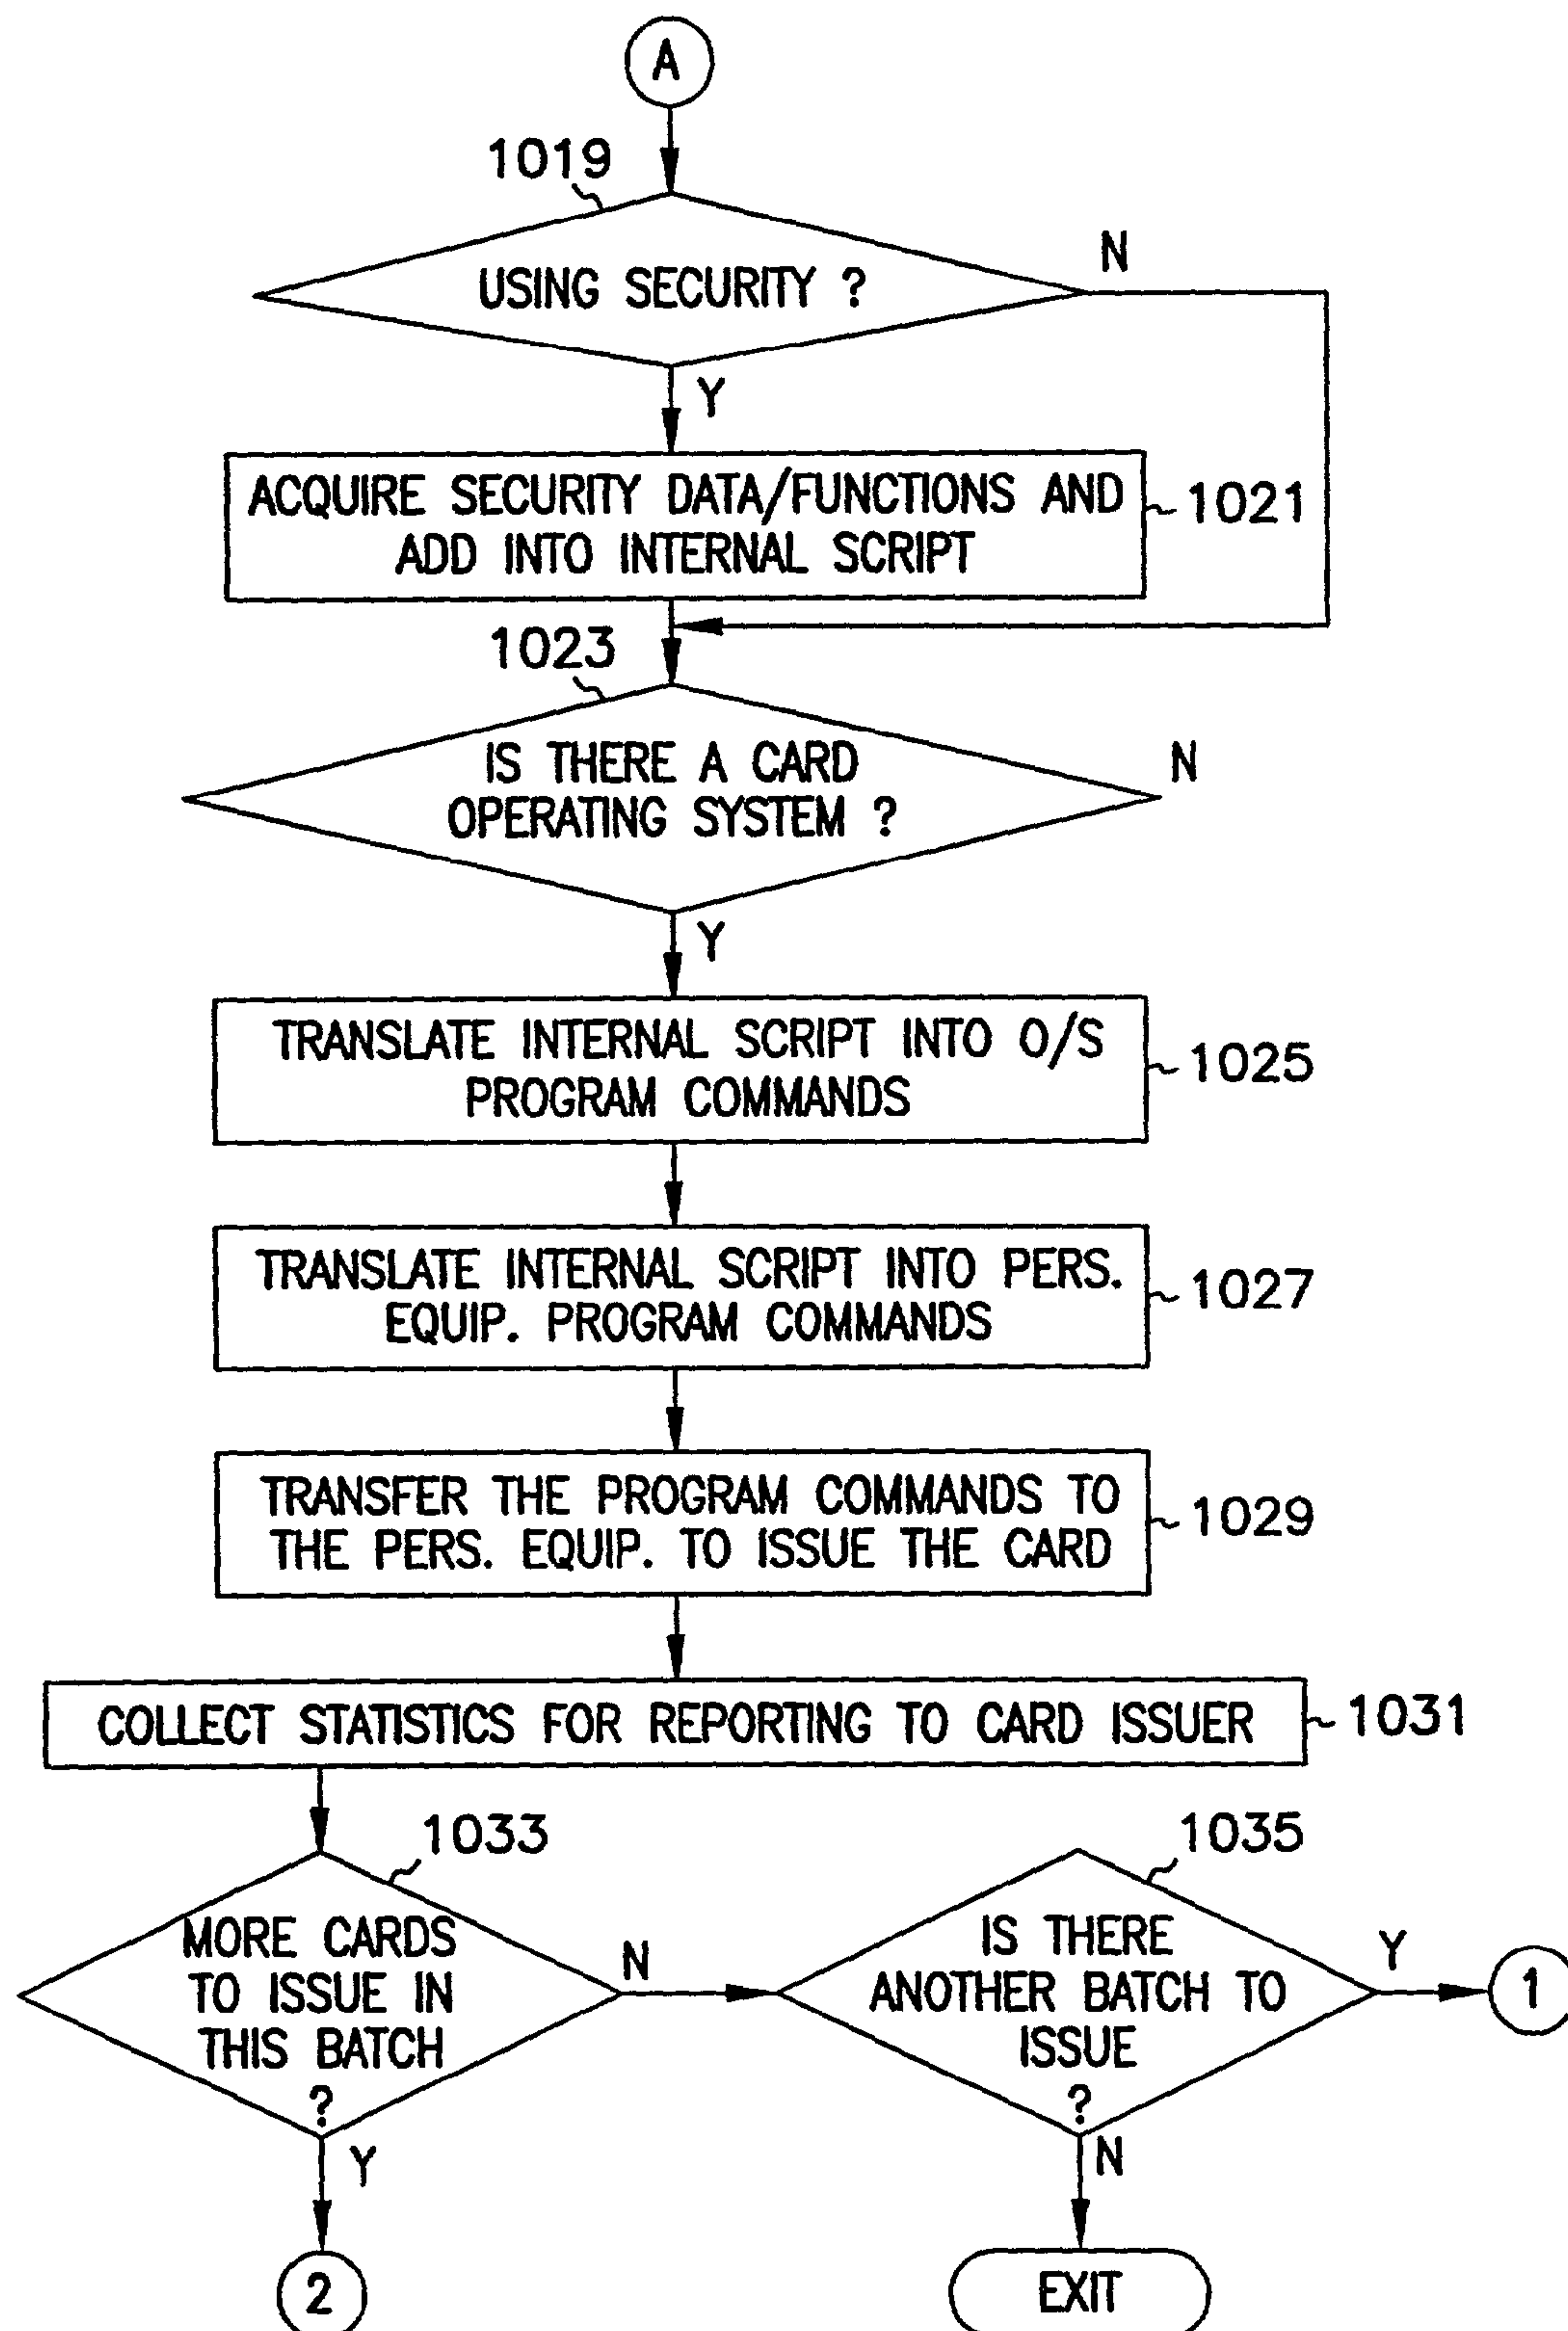 A
1019
USING SECURITY ?
N
Y
ACQUIRE SECURITY DATA/FUNCTIONS AND
ADD INTO INTERNAL SCRIPT
1021
1023
IS THERE A CARD
OPERATING SYSTEM ?
N
Y
TRANSLATE INTERNAL SCRIPT INTO O/S
PROGRAM COMMANDS
1025
TRANSLATE INTERNAL SCRIPT INTO PERS.
EQUIP. PROGRAM COMMANDS
1027
TRANSFER THE PROGRAM COMMANDS TO
THE PERS. EQUIP. TO ISSUE THE CARD
1029
COLLECT STATISTICS FOR REPORTING TO CARD ISSUER
1031
1033
MORE CARDS
TO ISSUE IN
THIS BATCH
?
N
Y
2
1035
IS THERE
ANOTHER BATCH TO
ISSUE
?
Y
1
N
EXIT